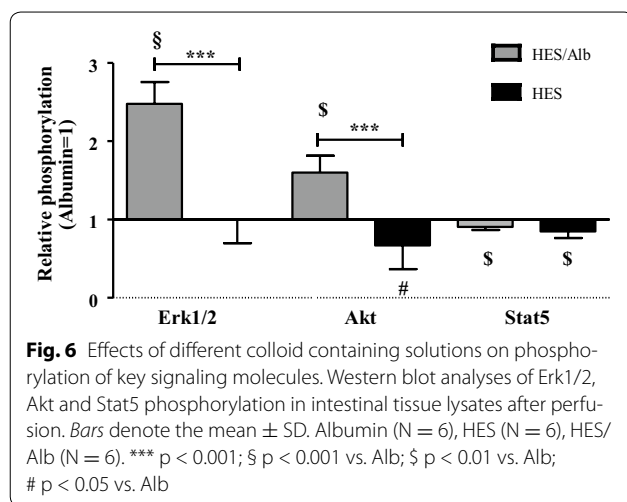 §
***
HES/Alb
HES
$
***
Relative phosphorylation
(Albumin=1)
3
2
1
0
$
$
#
Erk1/2
Akt
Stat5
Fig. 6 Effects of different colloid containing solutions on phospho-
rylation of key signaling molecules. Western blot analyses of Erk1/2,
Akt and Stat5 phosphorylation in intestinal tissue lysates after perfu-
sion. Bars denote the mean ± SD. Albumin (N = 6), HES (N = 6), HES/
Alb (N = 6). *** p < 0.001; § p < 0.001 vs. Alb; $ p < 0.01 vs. Alb;
# p < 0.05 vs. Alb